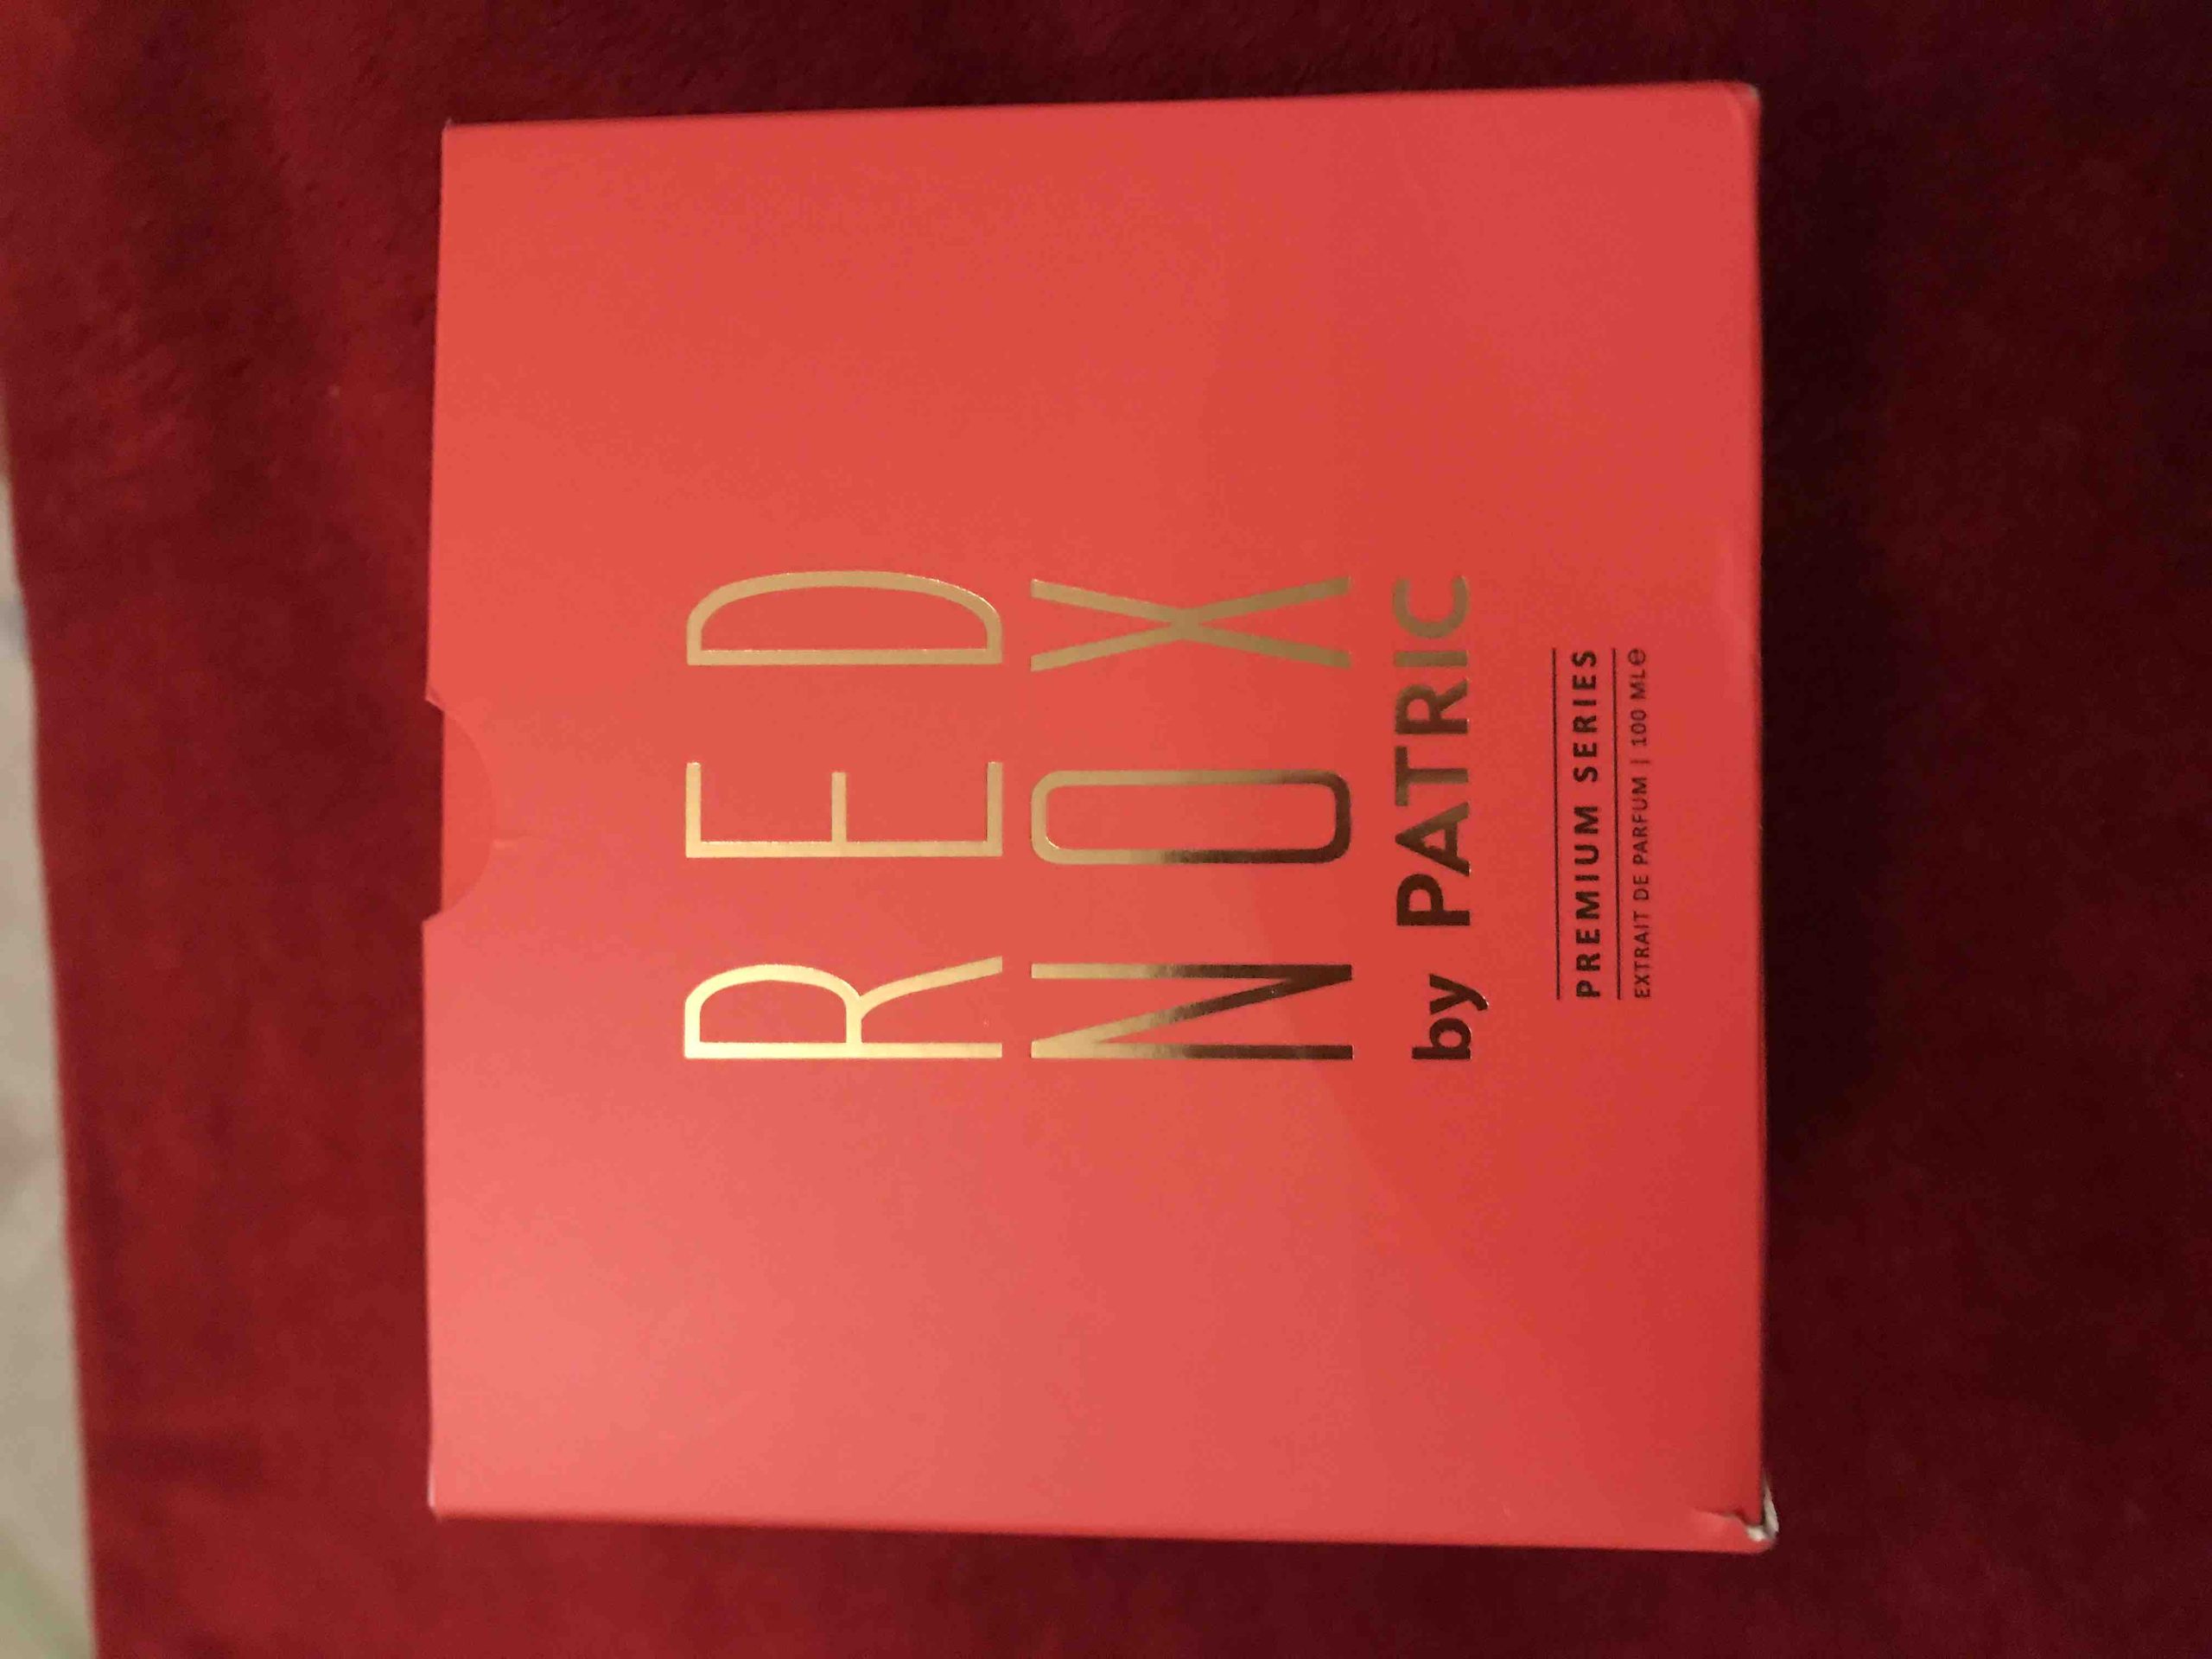 RED
NOX
by PATRIC
PREMIUM SERIES
EXTRAIT DE PARFUM | 100 ML℮